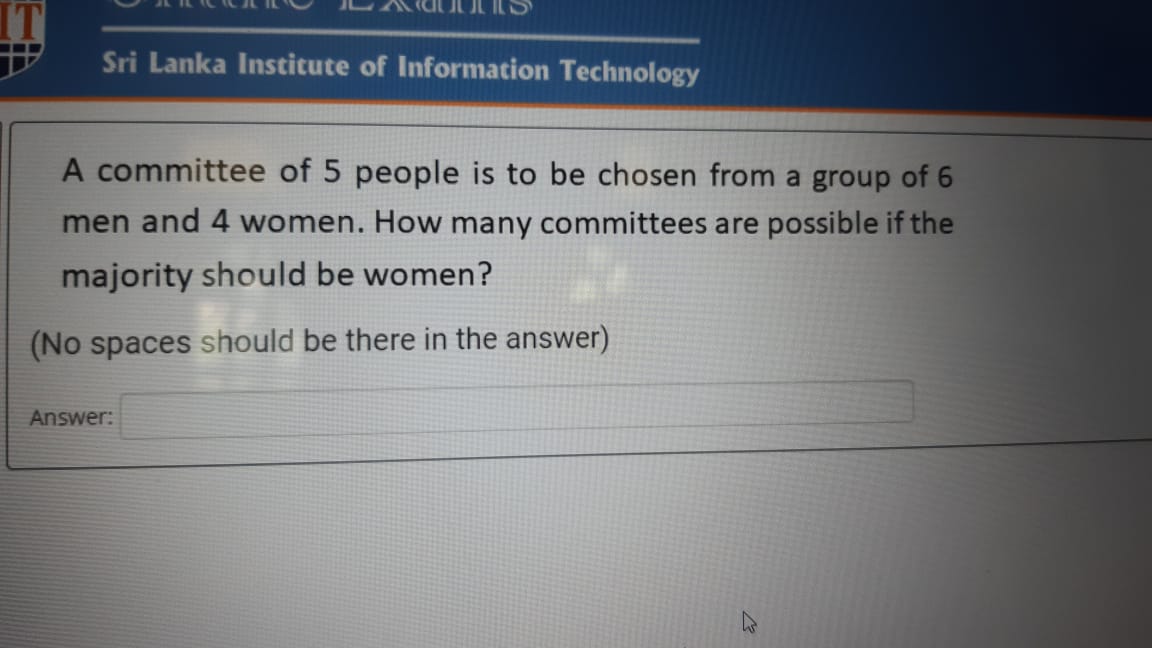 IT
Sri Lanka Institute of Information Technology
A committee of 5 people is to be chosen from a group of 6
men and 4 women. How many committees are possible if the
majority should be women?
(No spaces should be there in the answer)
Answer: